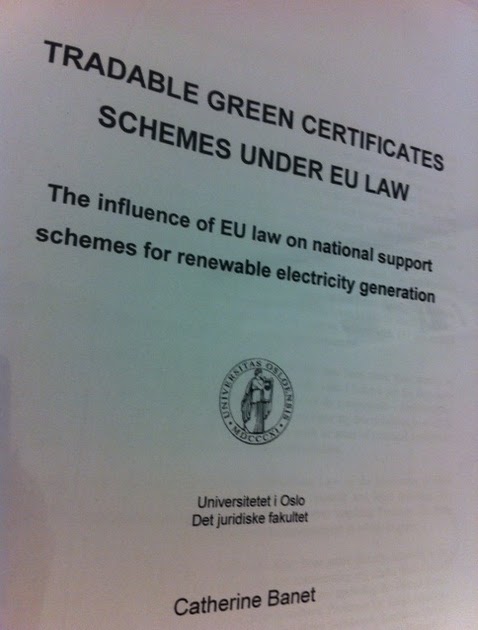 TRADABLE GREEN CERTIFICATES
SCHEMES UNDER EU LAW
The influence of EU law on national support
schemes for renewable electricity generation
UNIVERSITAS OSLOENSIS
MDCCCXI
Universitetet i Oslo
Det juridiske fakultet
Catherine Banet